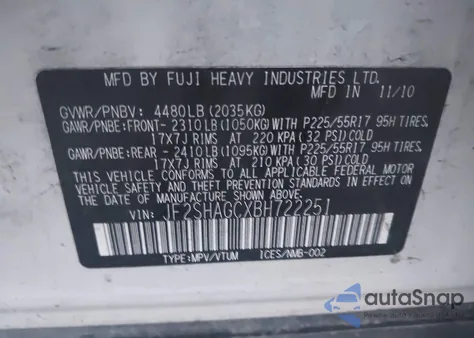 MFD BY FUJI HEAVY INDUSTRIES LTD.
MFD IN 11/10
GVWR/PNBV: 4480LB(2035KG)
GAWR/PNBE:FRONT- 2310LB(1050KG)WITH P225/55R17 95H TIRES.
17X7J RIMS AT 220 KPA(32 PSI)COLD
GAWR/PNBE:REAR - 2410LB(1095KG)WITH P225/55R17 95H TIRES.
17X7J RIMS AT 210 KPA(30 PSI)COLD
THIS VEHICLE CONFORMS TO ALL APPLICABLE FEDERAL MOTOR
VEHICLE SAFETY AND BUMPER STANDARDS IN EFFECT ON
THE DATE OF MANUFACTURE SHOWN ABOVE.
VIN: JF2SHAGCXBH722251
TYPE:MPV/VTUM ICES/NMB-002
autoSnap